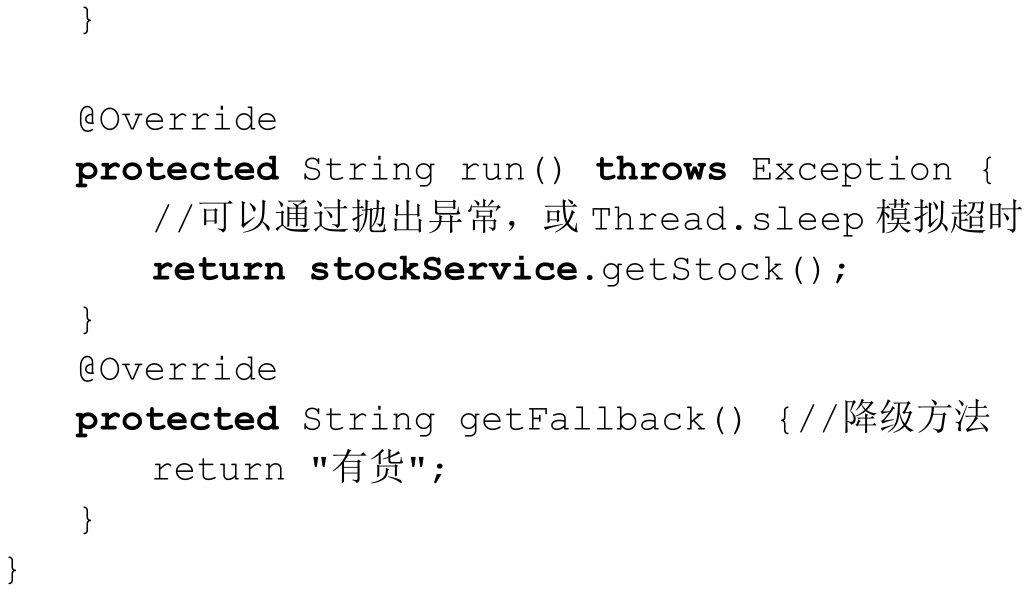 }
@Override
protected String run() throws Exception {
//可以通过抛出异常，或 Thread.sleep 模拟超时
return stockService.getStock();
}
@Override
protected String getFallback() {//降级方法
return "有货";
}
}